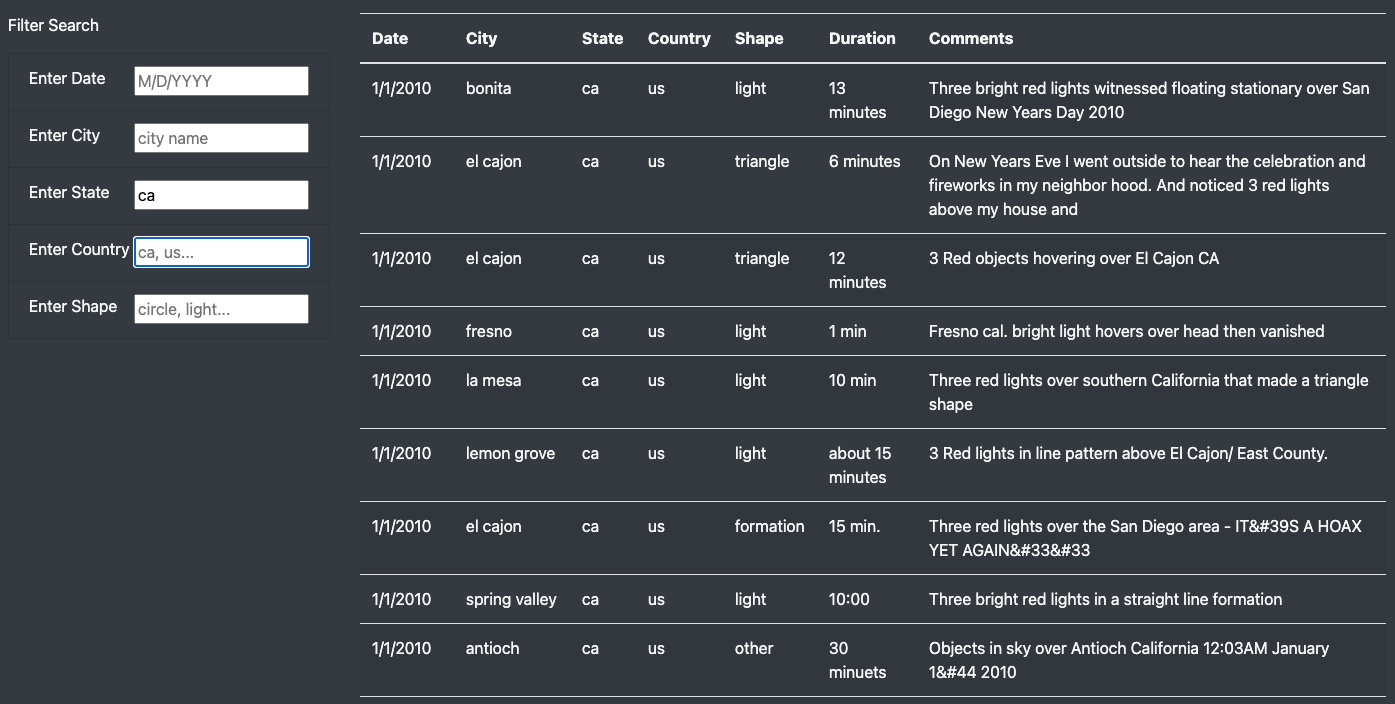 Filter Search
Enter Date M/D/YYYY
Enter City city name
Enter State ca
Enter Country ca, us...
Enter Shape circle, light...
Date City State Country Shape Duration Comments
1/1/2010 bonita ca us light 13 minutes Three bright red lights witnessed floating stationary over San
Diego New Years Day 2010
1/1/2010 el cajon ca us triangle 6 minutes On New Years Eve I went outside to hear the celebration and
fireworks in my neighbor hood. And noticed 3 red lights
above my house and
1/1/2010 el cajon ca us triangle 12 minutes 3 Red objects hovering over El Cajon CA
1/1/2010 fresno ca us light 1 min Fresno cal. bright light hovers over head then vanished
1/1/2010 la mesa ca us light 10 min Three red lights over southern California that made a triangle
shape
1/1/2010 lemon grove ca us light about 15 minutes 3 Red lights in line pattern above El Cajon/ East County.
1/1/2010 el cajon ca us formation 15 min. Three red lights over the San Diego area - IT&#39S A HOAX
YET AGAIN&#33&#33
1/1/2010 spring valley ca us light 10:00 Three bright red lights in a straight line formation
1/1/2010 antioch ca us other 30 minuets Objects in sky over Antioch California 12:03AM January
1&#44 2010